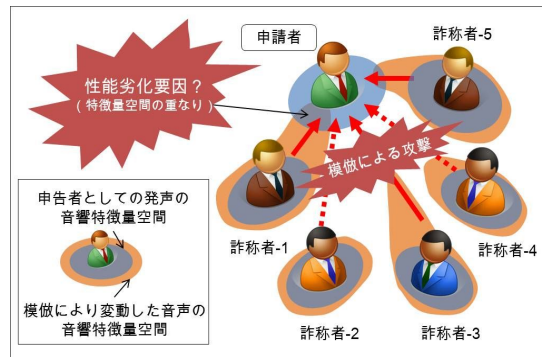 申請者
詐称者-5
性能劣化要因？
（特徴量空間の重なり）
模倣による攻撃
申告者としての発声の
音響特徴量空間
詐称者-1
詐称者-4
模倣により変動した音声の
音響特徴量空間
詐称者-2
詐称者-3